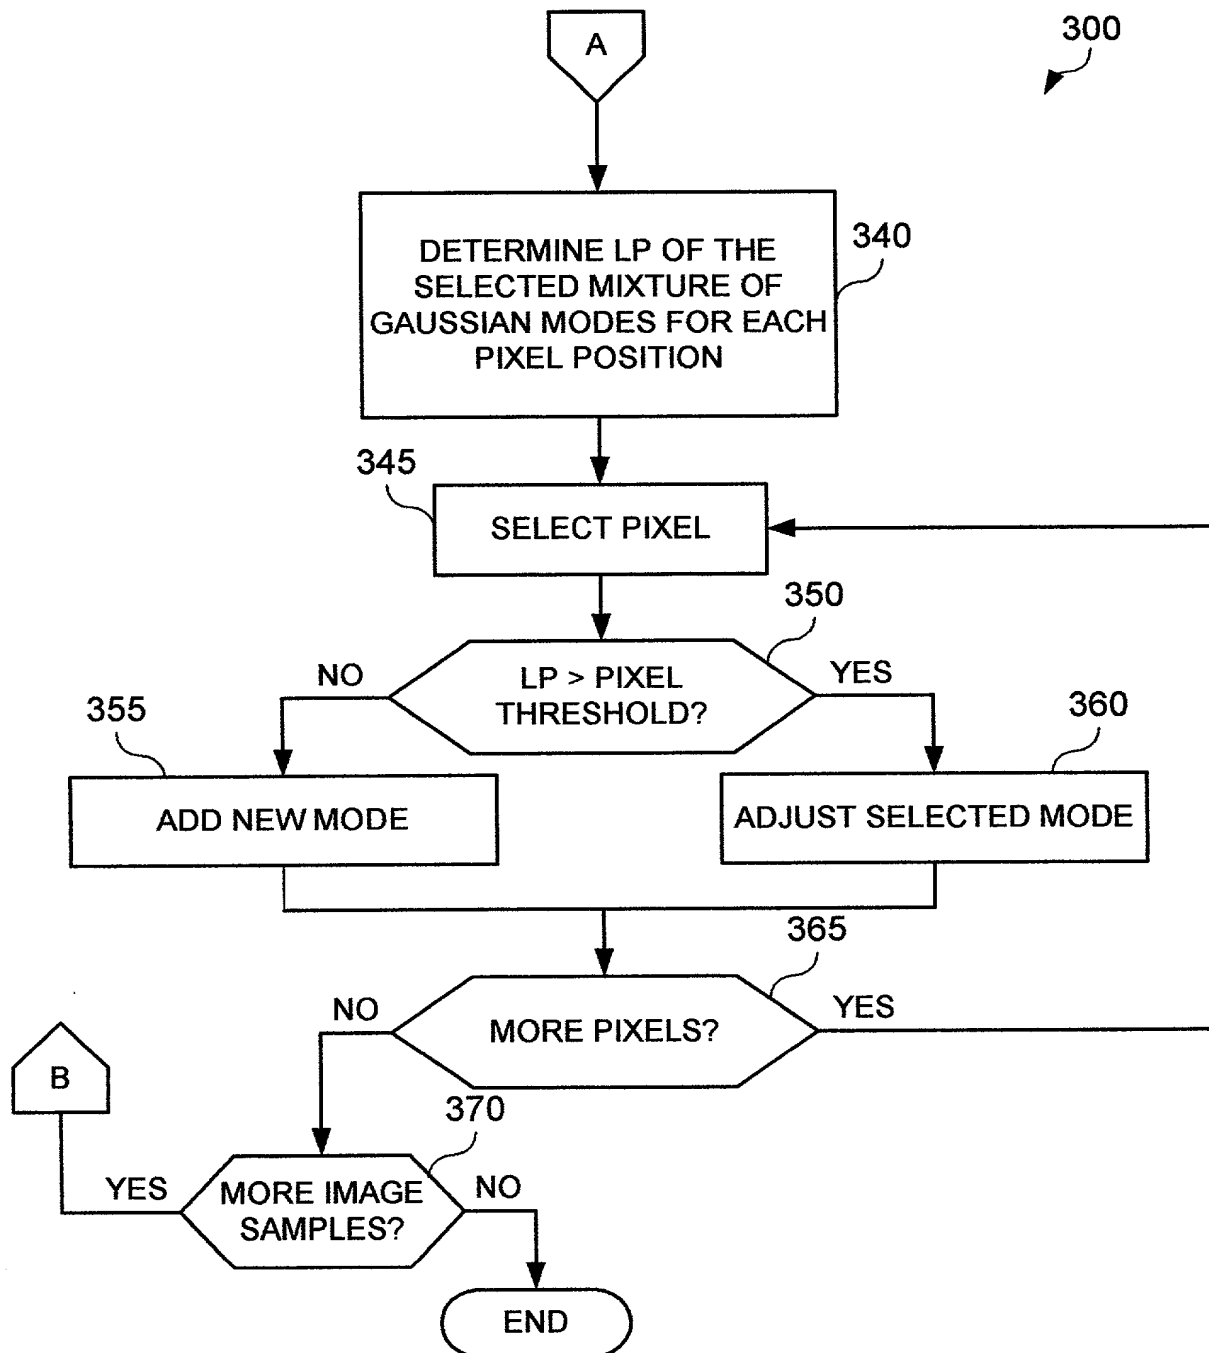 A
300
DETERMINE LP OF THE
SELECTED MIXTURE OF
GAUSSIAN MODES FOR EACH
PIXEL POSITION
340
345
SELECT PIXEL
350
NO
LP > PIXEL
THRESHOLD?
YES
355
360
ADD NEW MODE
ADJUST SELECTED MODE
365
NO
MORE PIXELS?
YES
B
370
YES
MORE IMAGE
SAMPLES?
NO
END